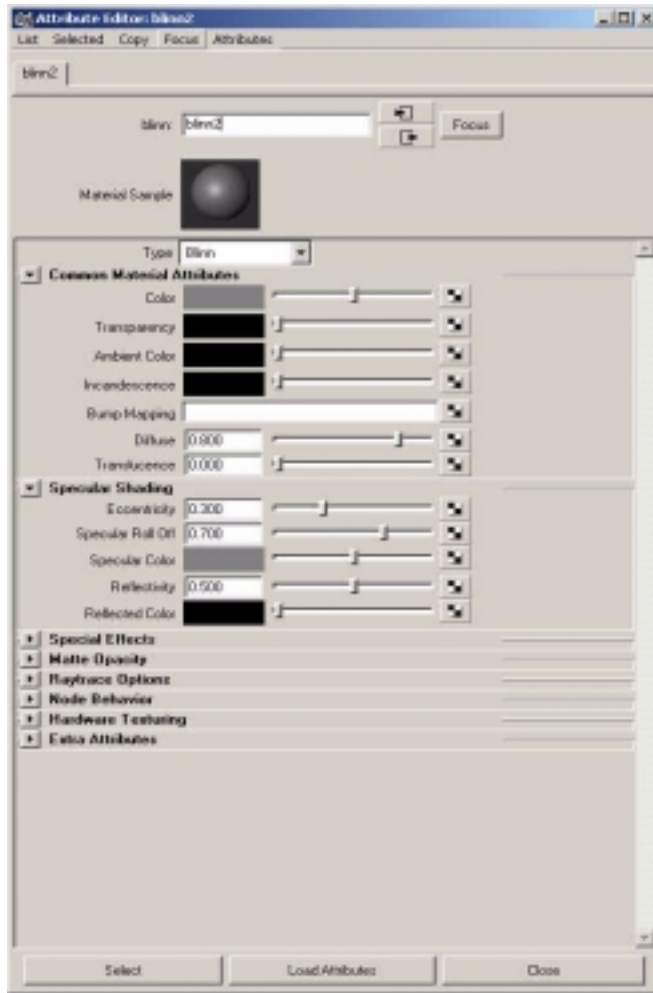 Attribute Editor: blinn2
List Selected Copy Focus Attributes
blinn2
blinn: blinn2
Focus
Material Sample
Type Blinn
Common Material Attributes
Color
Transparency
Ambient Color
Incandescence
Bump Mapping
Diffuse 0.800
Translucence 0.000
Specular Shading
Eccentricity 0.300
Specular Roll Off 0.700
Specular Color
Reflectivity 0.500
Reflected Color
Special Effects
Matte Opacity
Raytrace Options
Node Behavior
Hardware Texturing
Extra Attributes
Select Load Attributes Close